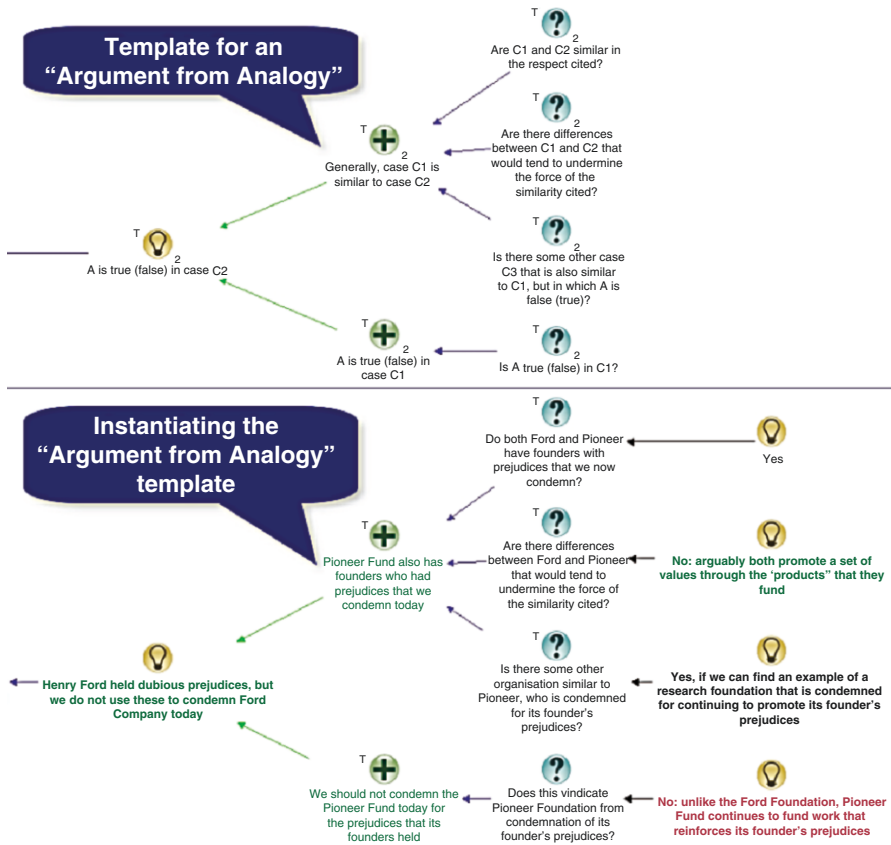 Template for an
“Argument from Analogy”
T
2
Are C1 and C2 similar in
the respect cited?
T
2
Are there differences
between C1 and C2 that
would tend to undermine
the force of the
similarity cited?
T
2
Generally, case C1 is
similar to case C2
T
2
Is there some other case
C3 that is also similar
to C1, but in which A is
false (true)?
T
2
A is true (false) in case C2
T
2
A is true (false) in
case C1
T
2
Is A true (false) in C1?
Instantiating the
“Argument from Analogy”
template
T
Do both Ford and Pioneer
have founders with
prejudices that we now
condemn?
Yes
T
Pioneer Fund also has
founders who had
prejudices that we
condemn today
T
Are there differences
between Ford and Pioneer
that would tend to
undermine the force of
the similarity cited?
No: arguably both promote a set of
values through the ‘products” that they
fund
T
Is there some other
organisation similar to
Pioneer, who is condemned
for its founder’s
prejudices?
Yes, if we can find an example of a
research foundation that is condemned
for continuing to promote its founder’s
prejudices
Henry Ford held dubious prejudices, but
we do not use these to condemn Ford
Company today
T
We should not condemn the
Pioneer Fund today for
the prejudices that its
founders held
T
Does this vindicate
Pioneer Foundation from
condemnation of its
founder’s prejudices?
No: unlike the Ford Foundation, Pioneer
Fund continues to fund work that
reinforces its founder’s prejudices